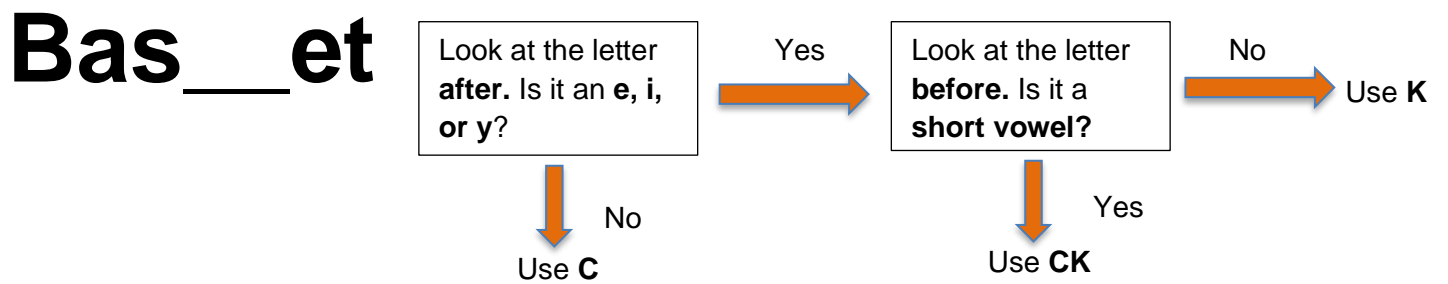 Bas___et
Look at the letter
after. Is it an e, i,
or y?
Yes
Look at the letter
before. Is it a
short vowel?
No
Use K
No
Use C
Yes
Use CK